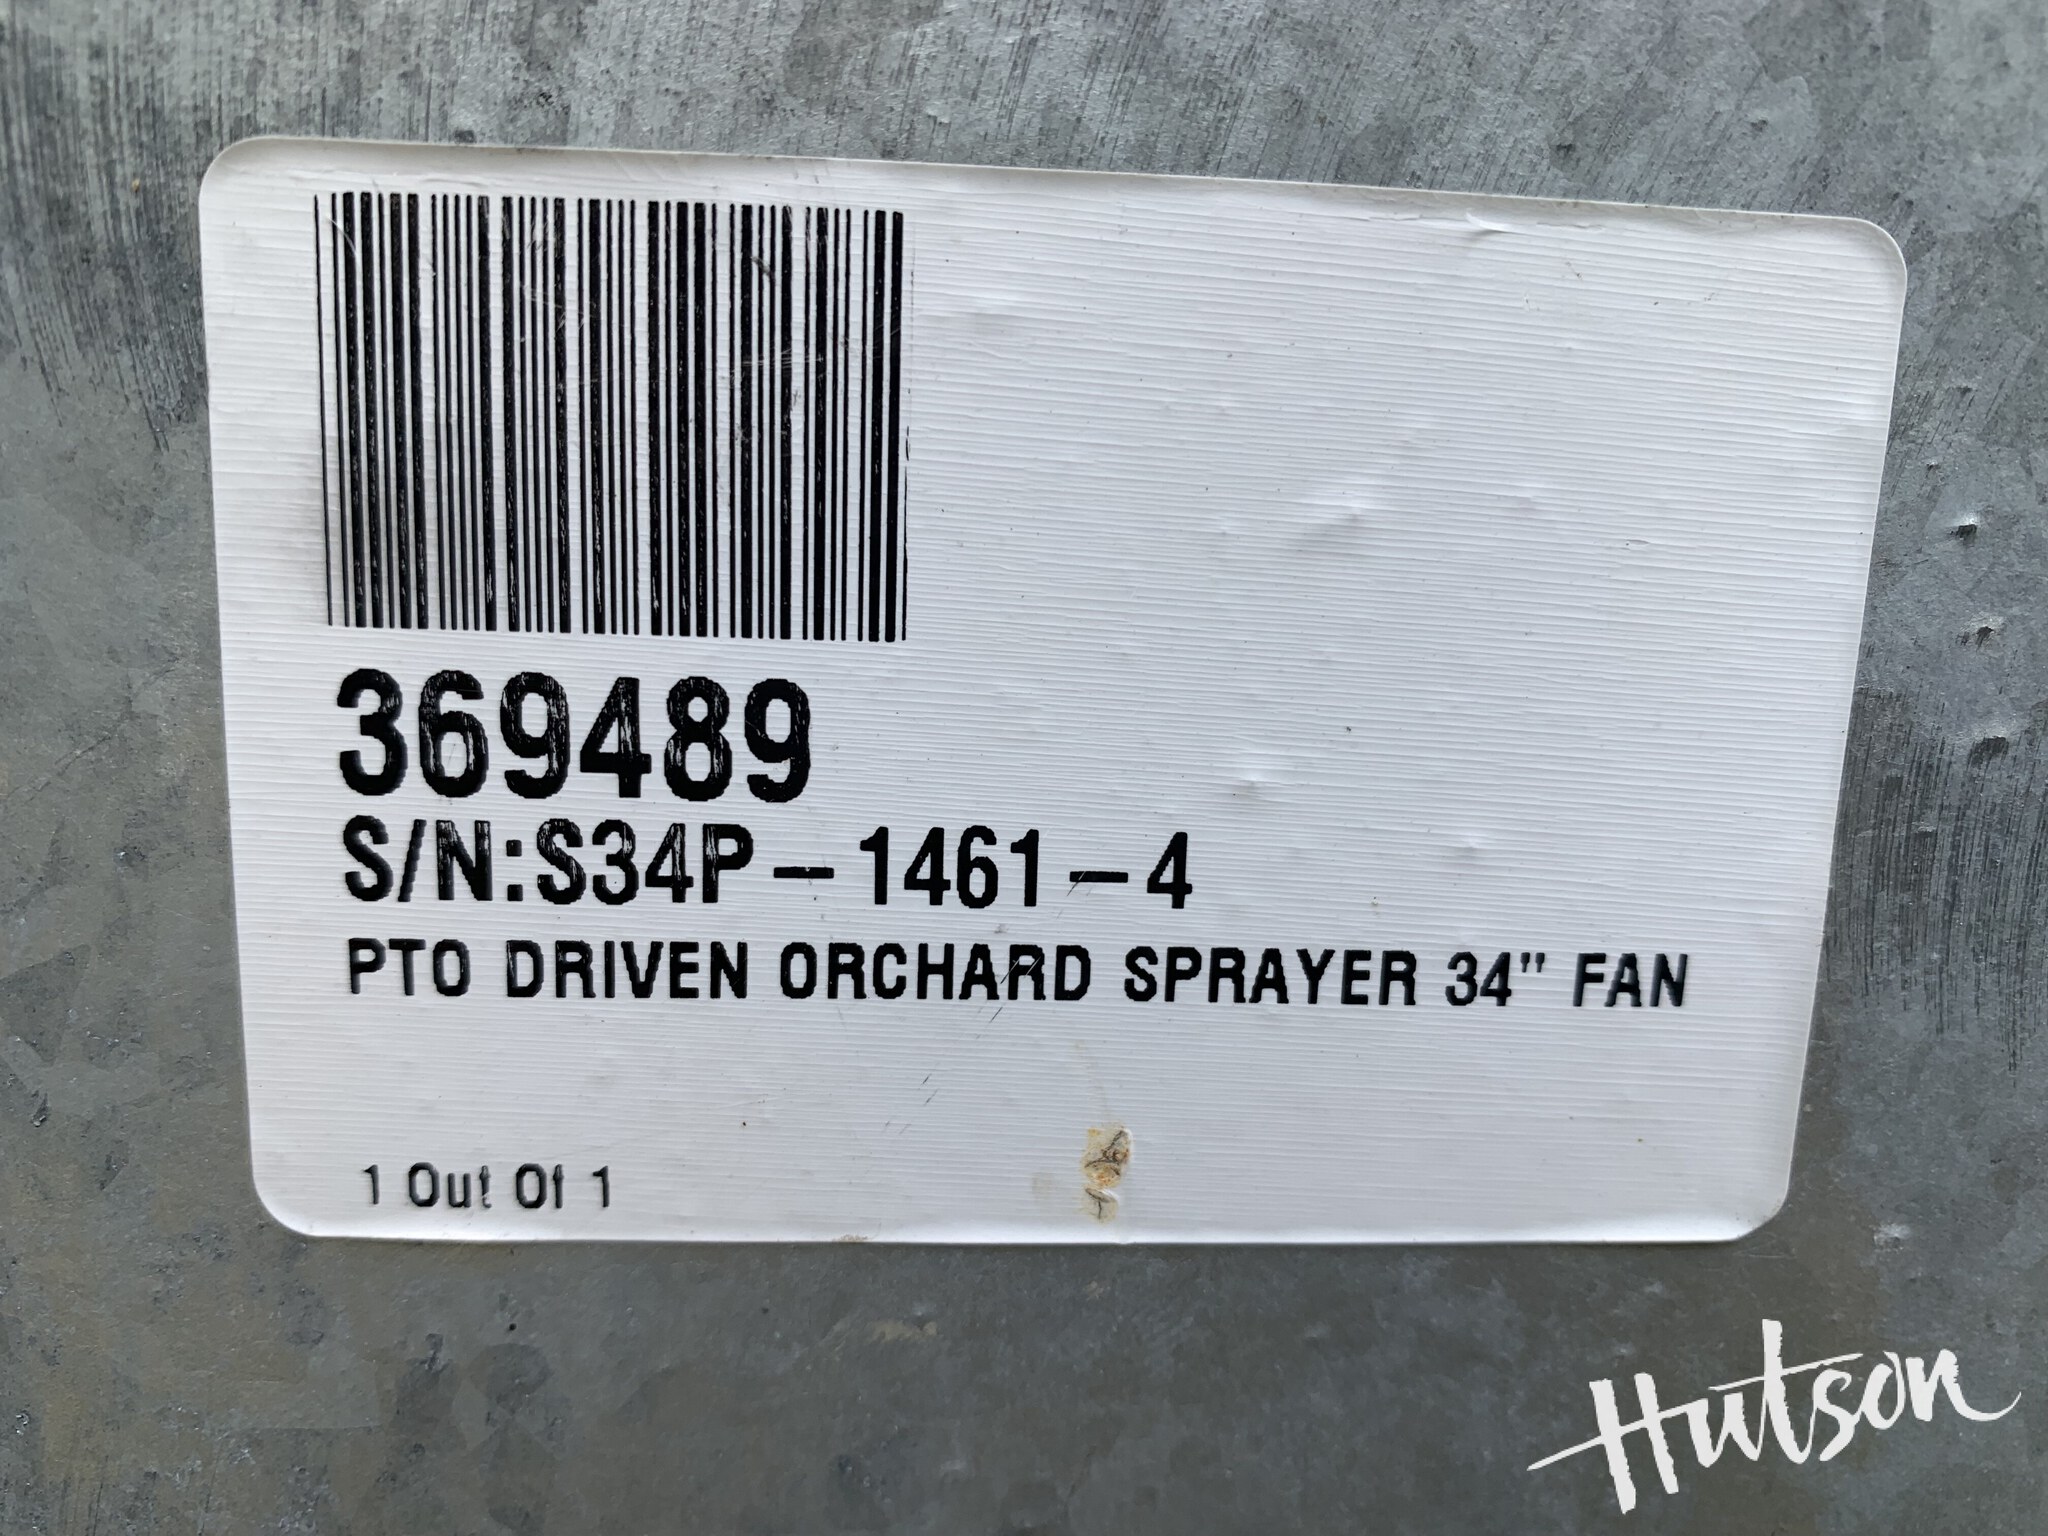 369489
S/N:S34P-1461-4
PTO DRIVEN ORCHARD SPRAYER 34" FAN
1 Out Of 1
Hutson